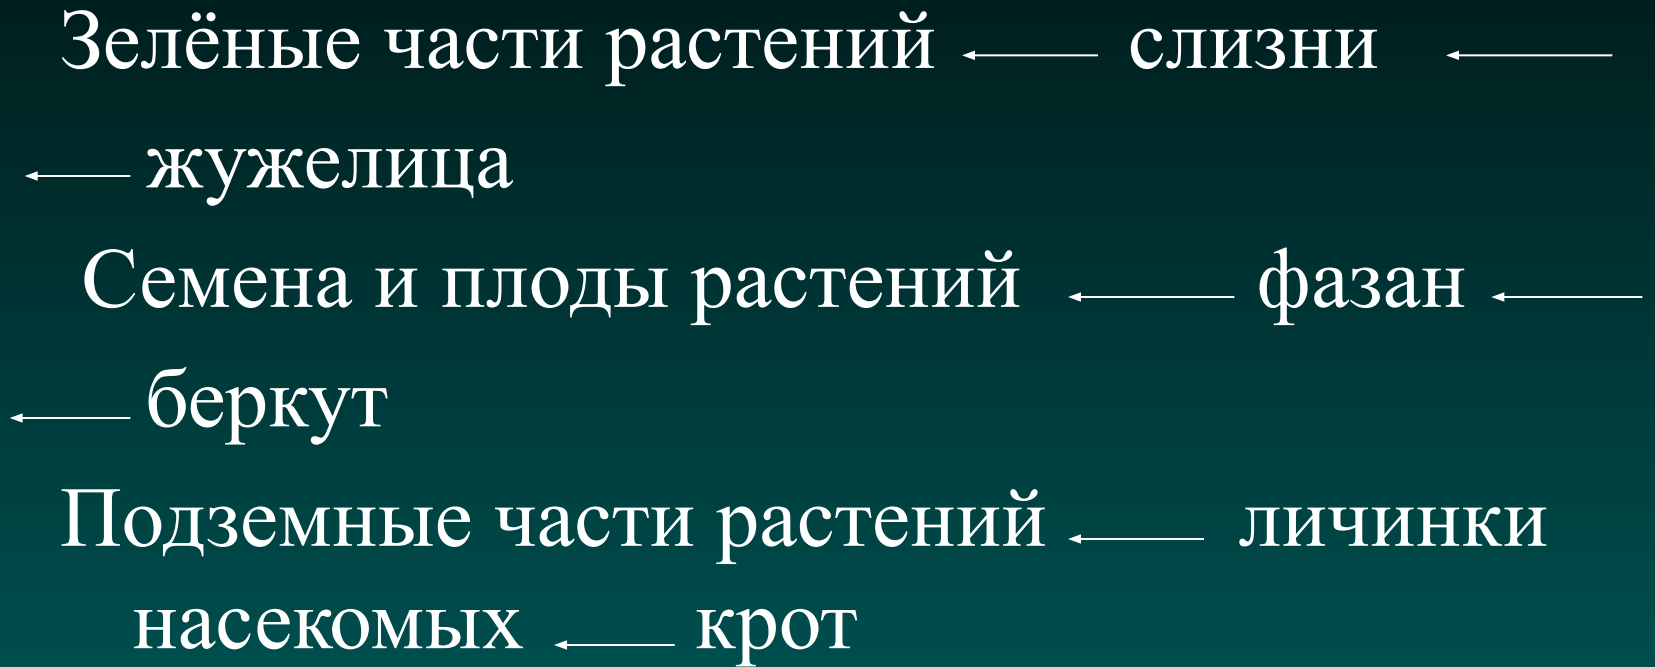 Зелёные части растений ← слизни ←
← жужелица
Семена и плоды растений ← фазан ←
← беркут
Подземные части растений ← личинки
насекомых ← крот